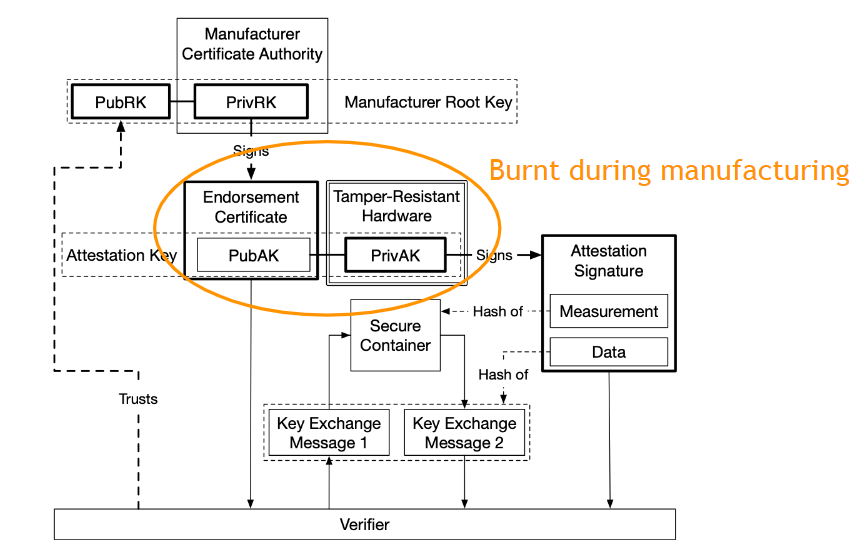 Manufacturer
Certificate Authority
PubRK
PrivRK
Manufacturer Root Key
Signs
Burnt during manufacturing
Endorsement
Certificate
Tamper-Resistant
Hardware
Attestation Key
PubAK
PrivAK
Signs
Attestation
Signature
Measurement
Data
Hash of
Secure
Container
Hash of
Trusts
Key Exchange
Message 1
Key Exchange
Message 2
Verifier